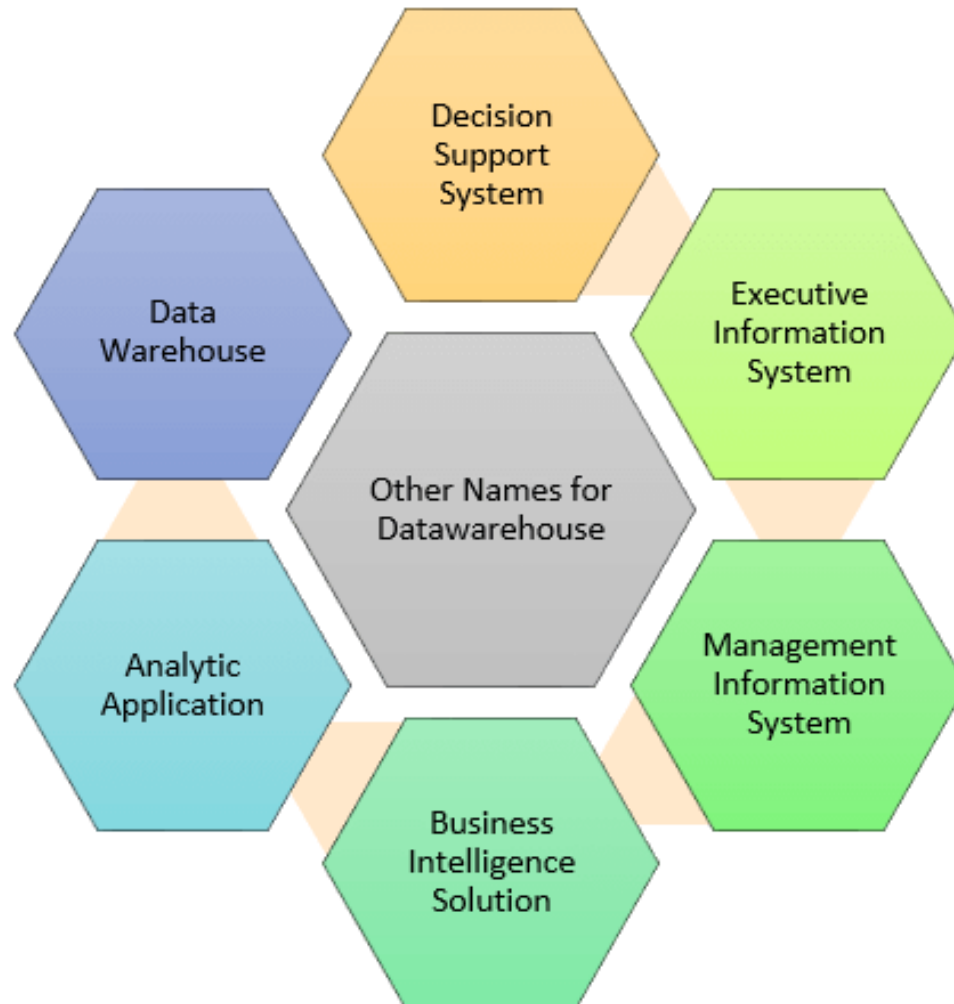 Decision
Support
System
Executive
Information
System
Management
Information
System
Business
Intelligence
Solution
Analytic
Application
Data
Warehouse
Other Names for
Datawarehouse